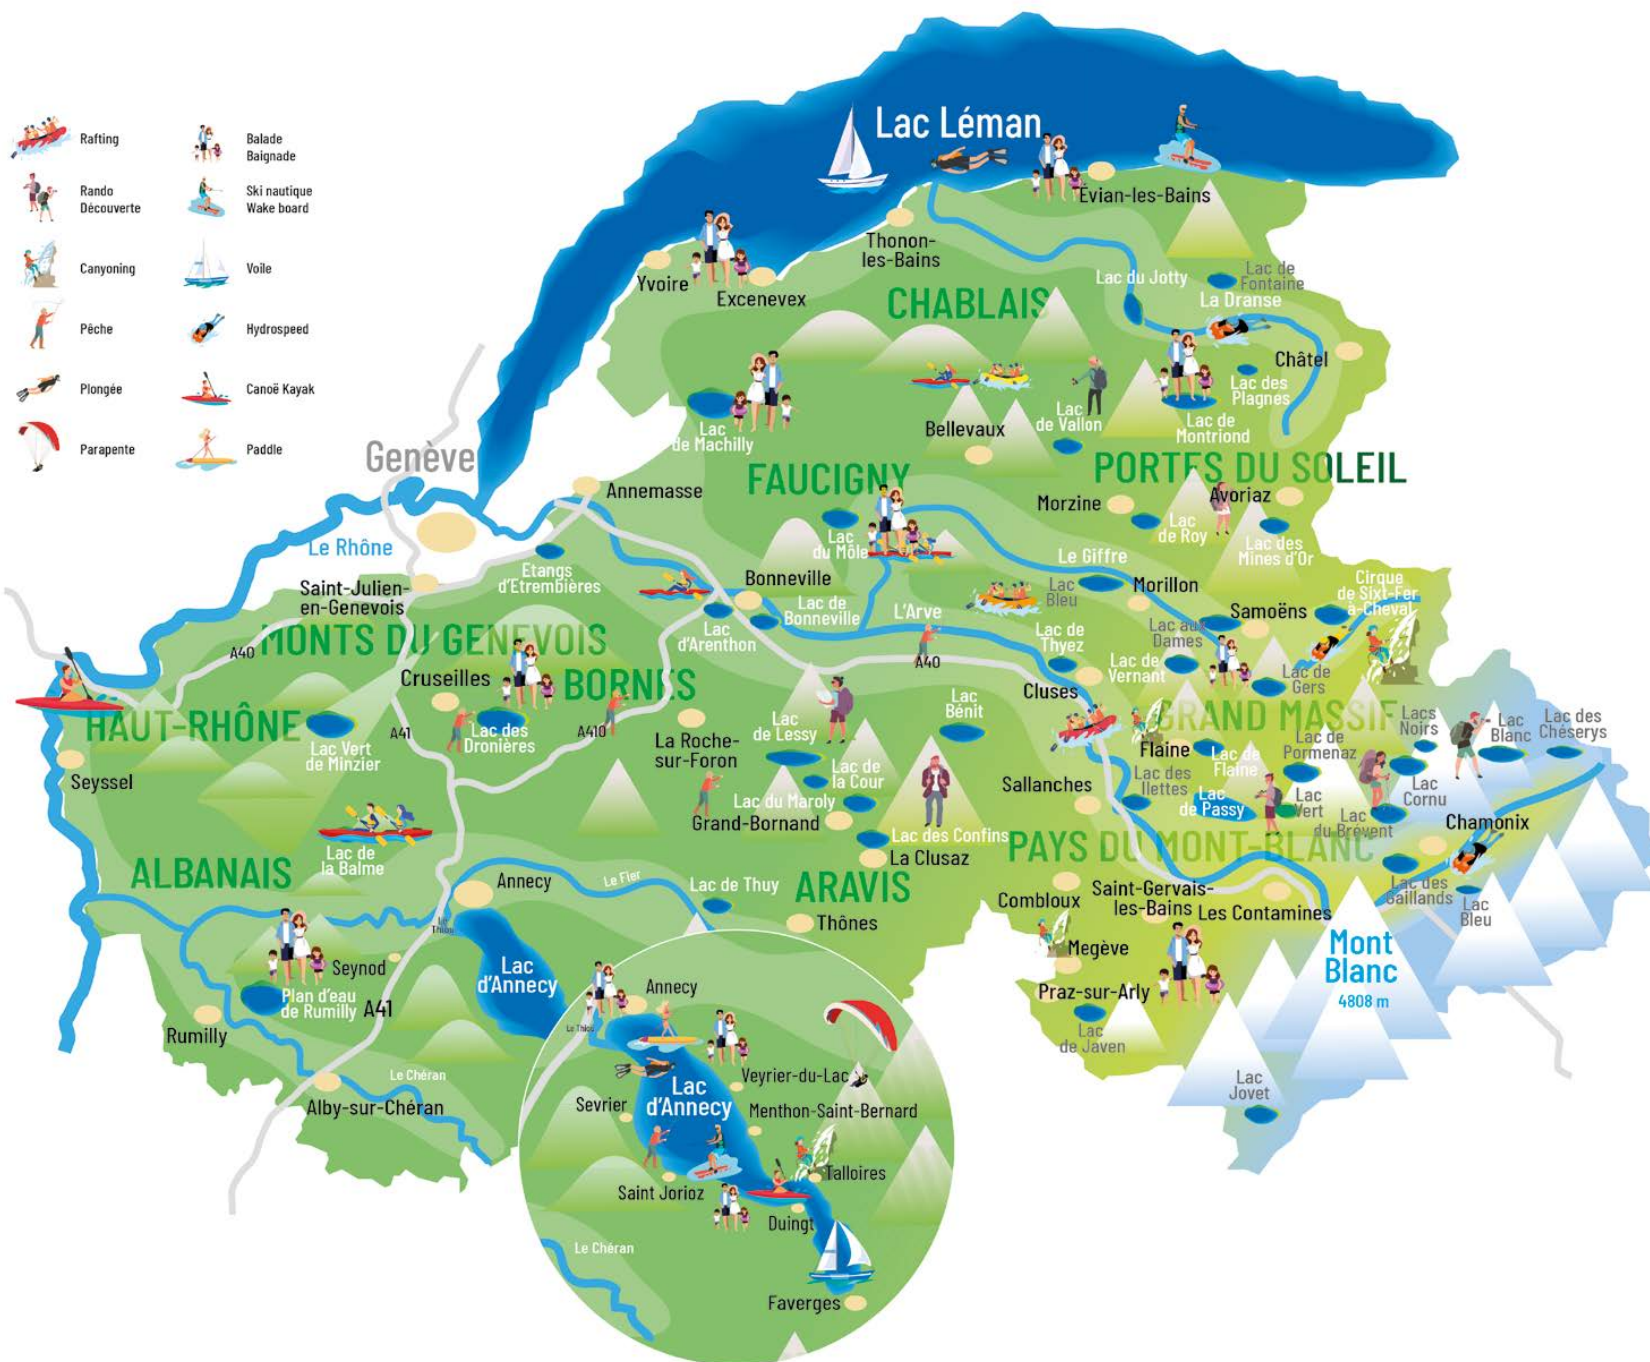 Rafting
Balade
Baignade
Rando
Découverte
Ski nautique
Wake board
Canyoning
Voile
Pêche
Hydrospeed
Plongée
Canoë Kayak
Parapente
Paddle
Lac Léman
Évian-les-Bains
Thonon-
les-Bains
Yvoire
Excenevex
CHABLAIS
Lac du Jotty
Lac de
Fontaine
La Dranse
Châtel
Lac des
Plagnes
Lac de
Montriond
Lac
de Vallon
Bellevaux
Lac
de Machilly
Genève
Annemasse
FAUCIGNY
PORTES DU SOLEIL
Morzine
Avoriaz
Lac
de Roy
Lac des
Mines d'Or
Lac
du Môle
Le Rhône
Etangs
d'Etrembières
Saint-Julien-
en-Genevois
Bonneville
Lac de
Bonneville
Lac
d'Arenthon
L'Arve
Le Giffre
Lac
Bleu
Morillon
Samoëns
Cirque
de Sixt-Fer
à-Cheval
Lac aux
Dames
Lac de
Thyez
Lac de
Vernant
Lac de
Gers
A40
MONTS DU GENEVOIS
A40
Cruseilles
BORNES
Cluses
HAUT-RHÔNE
Lac Vert
de Minzier
A41
Lac des
Dronières
A410
La Roche-
sur-Foron
Lac
de Lessy
Lac
Bénit
GRAND MASSIF
Flaine
Lac de
Flaine
Lac de
Pormenaz
Lacs
Noirs
Lac
Blanc
Lac des
Chéserys
Seyssel
Lac de
la Cour
Lac du Maroly
Grand-Bornand
Sallanches
Lac des
Ilettes
Lac
de Passy
Lac
Vert
Lac
du Brévent
Lac
Cornu
Chamonix
Lac des Confins
La Clusaz
PAYS DU MONT-BLANC
Lac de
la Balme
ALBANAIS
Annecy
Le Fier
Lac de Thuy
ARAVIS
Thônes
Combloux
Saint-Gervais-
les-Bains
Les Contamines
Lac des
Gaillands
Lac
Bleu
Le
Thiou
Seynod
Plan d'eau
de Rumilly
A41
Rumilly
Lac
d'Annecy
Megève
Praz-sur-Arly
Lac
de Javen
Mont
Blanc
4808 m
Lac
Jovet
Le Chéran
Alby-sur-Chéran
Annecy
Le Thiou
Veyrier-du-Lac
Lac
d'Annecy
Sevrier
Menthon-Saint-Bernard
Talloires
Saint Jorioz
Duingt
Le Chéran
Faverges